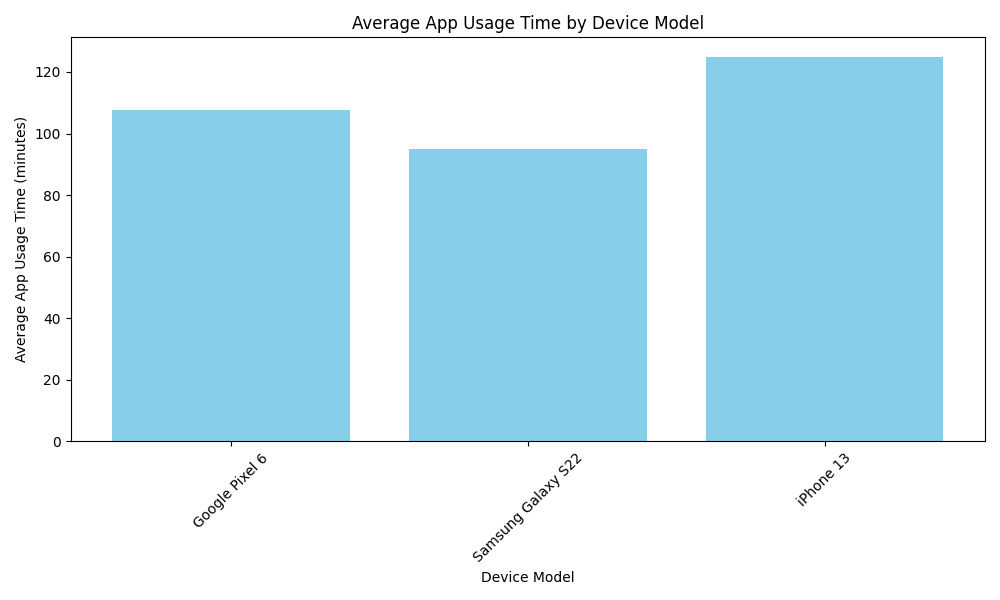 Average App Usage Time by Device Model
Average App Usage Time (minutes)
120
100
80
60
40
20
0
Google Pixel 6
Samsung Galaxy S22
iPhone 13
Device Model